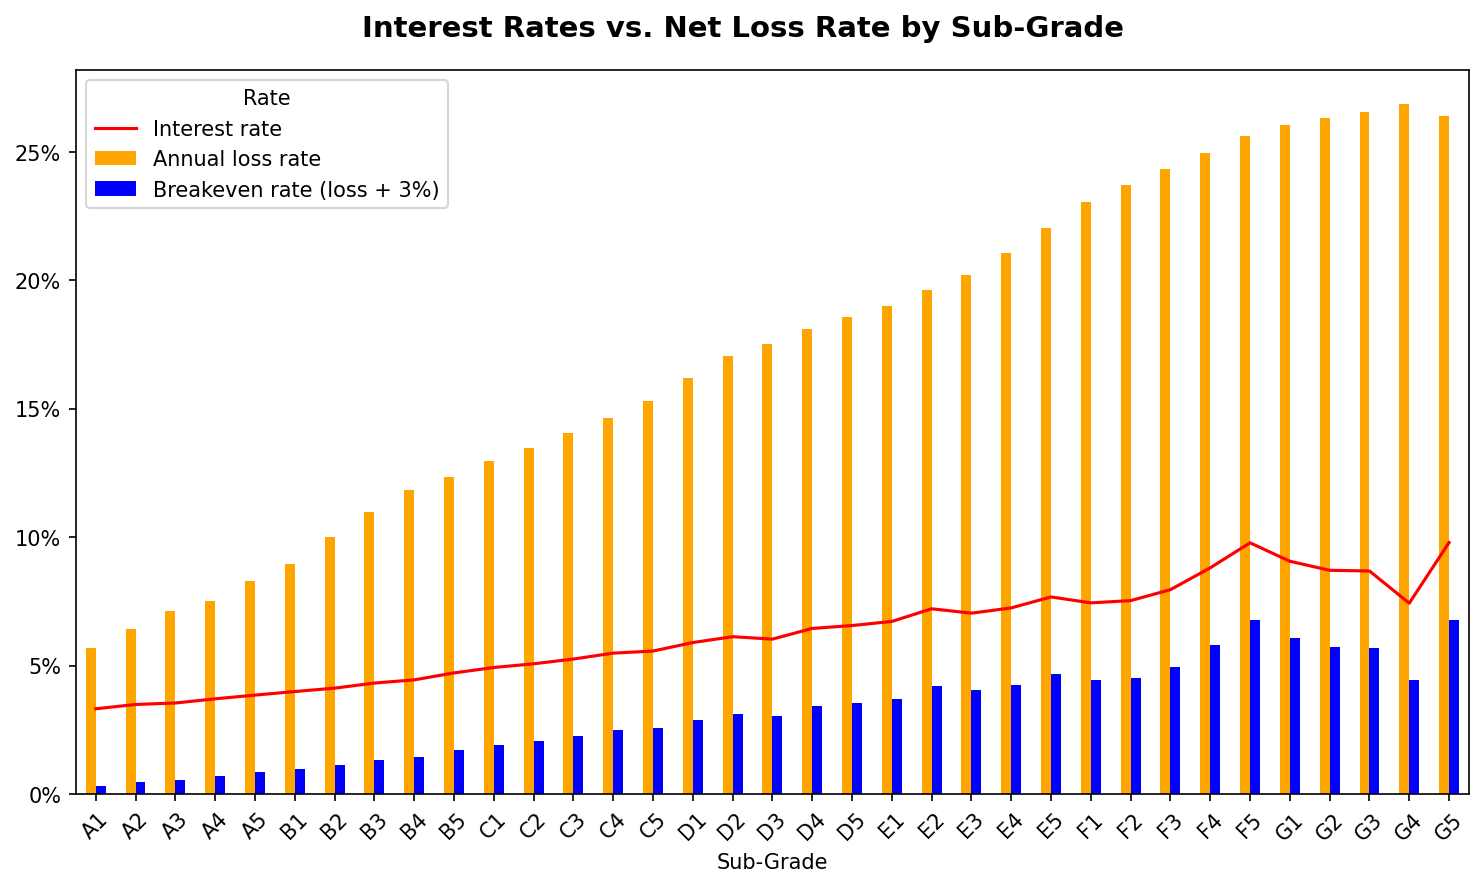 Interest Rates vs. Net Loss Rate by Sub-Grade
Rate
Interest rate
Annual loss rate
Breakeven rate (loss + 3%)
25%
20%
15%
10%
5%
0%
A1 A2 A3 A4 A5 B1 B2 B3 B4 B5 C1 C2 C3 C4 C5 D1 D2 D3 D4 D5 E1 E2 E3 E4 E5 F1 F2 F3 F4 F5 G1 G2 G3 G4 G5
Sub-Grade